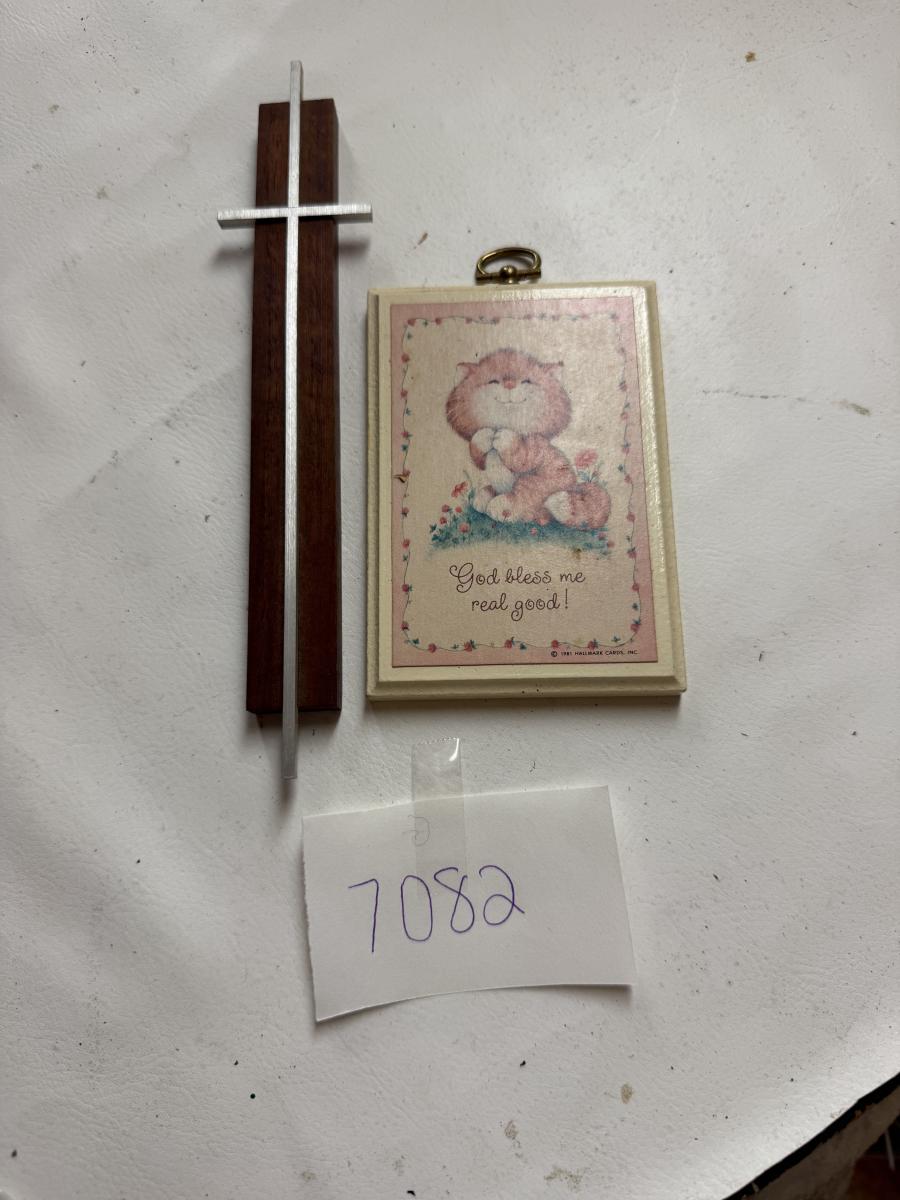 God bless me
real good!
© 1981 HALLMARK CARDS, INC.
7082